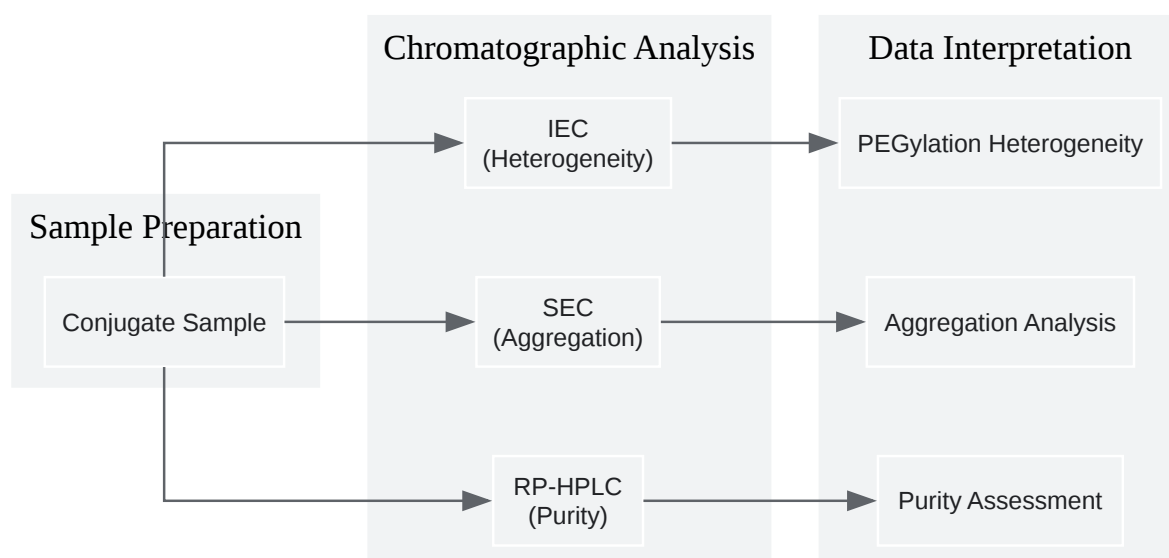 Chromatographic Analysis
Data Interpretation
IEC
(Heterogeneity)
PEGylation Heterogeneity
Sample Preparation
Conjugate Sample
SEC
(Aggregation)
Aggregation Analysis
RP-HPLC
(Purity)
Purity Assessment